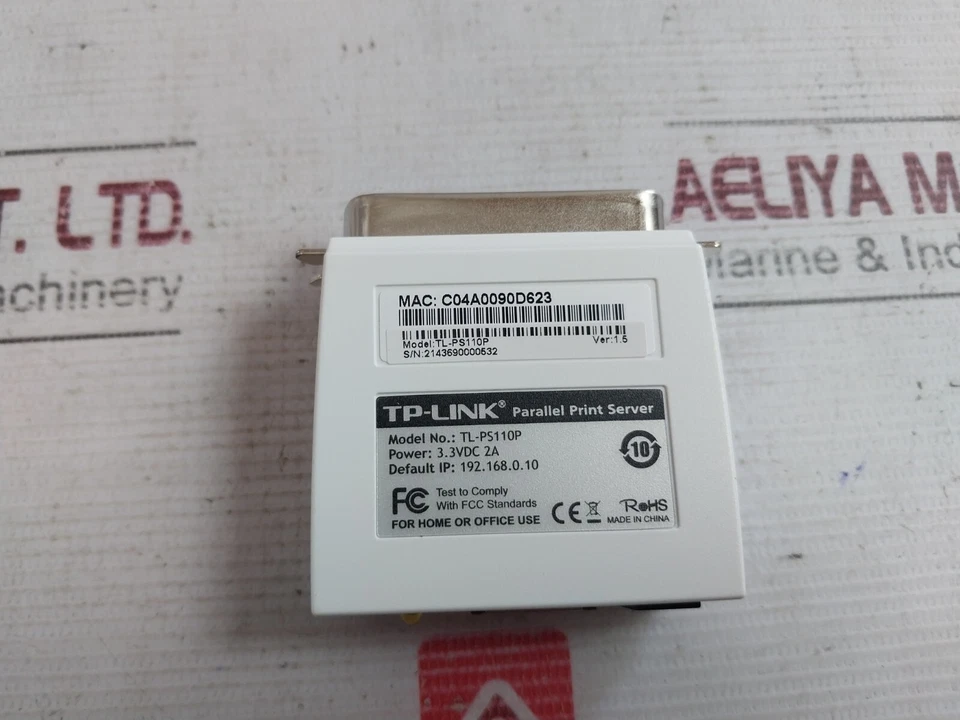 T. LTD.
achinery
AELIYA M
Marine & Ind
MAC: C04A0090D623
Model:TL-PS110P Ver:1.5
S/N:2143690000532
TP-LINK® Parallel Print Server
Model No.: TL-PS110P
Power: 3.3VDC 2A
Default IP: 192.168.0.10
10
FC Test to Comply
With FCC Standards
FOR HOME OR OFFICE USE
CE RoHS
MADE IN CHINA